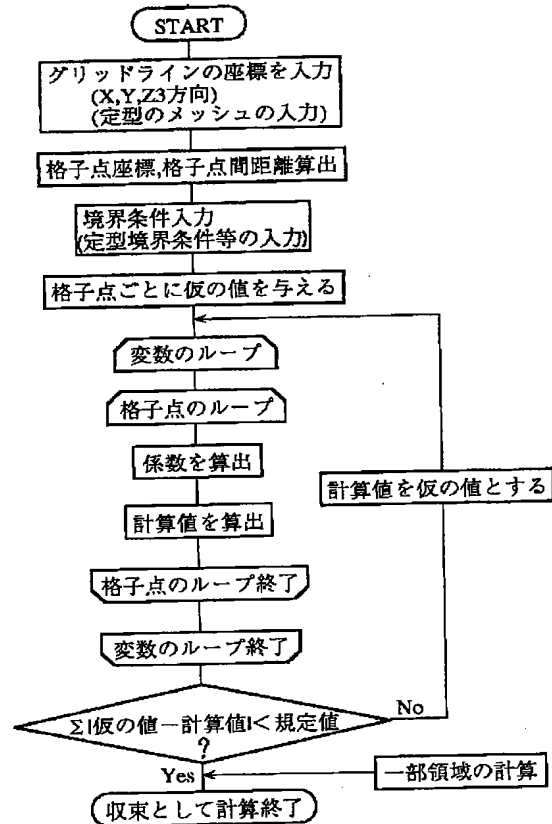 START
グリッドラインの座標を入力
(X,Y,Z3方向)
(定型のメッシュの入力)
格子点座標,格子点間距離算出
境界条件入力
(定型境界条件等の入力)
格子点ごとに仮の値を与える
変数のループ
格子点のループ
係数を算出
計算値を算出
計算値を仮の値とする
格子点のループ終了
変数のループ終了
Σ|仮の値−計算値|<規定値
?
No
Yes
一部領域の計算
収束として計算終了